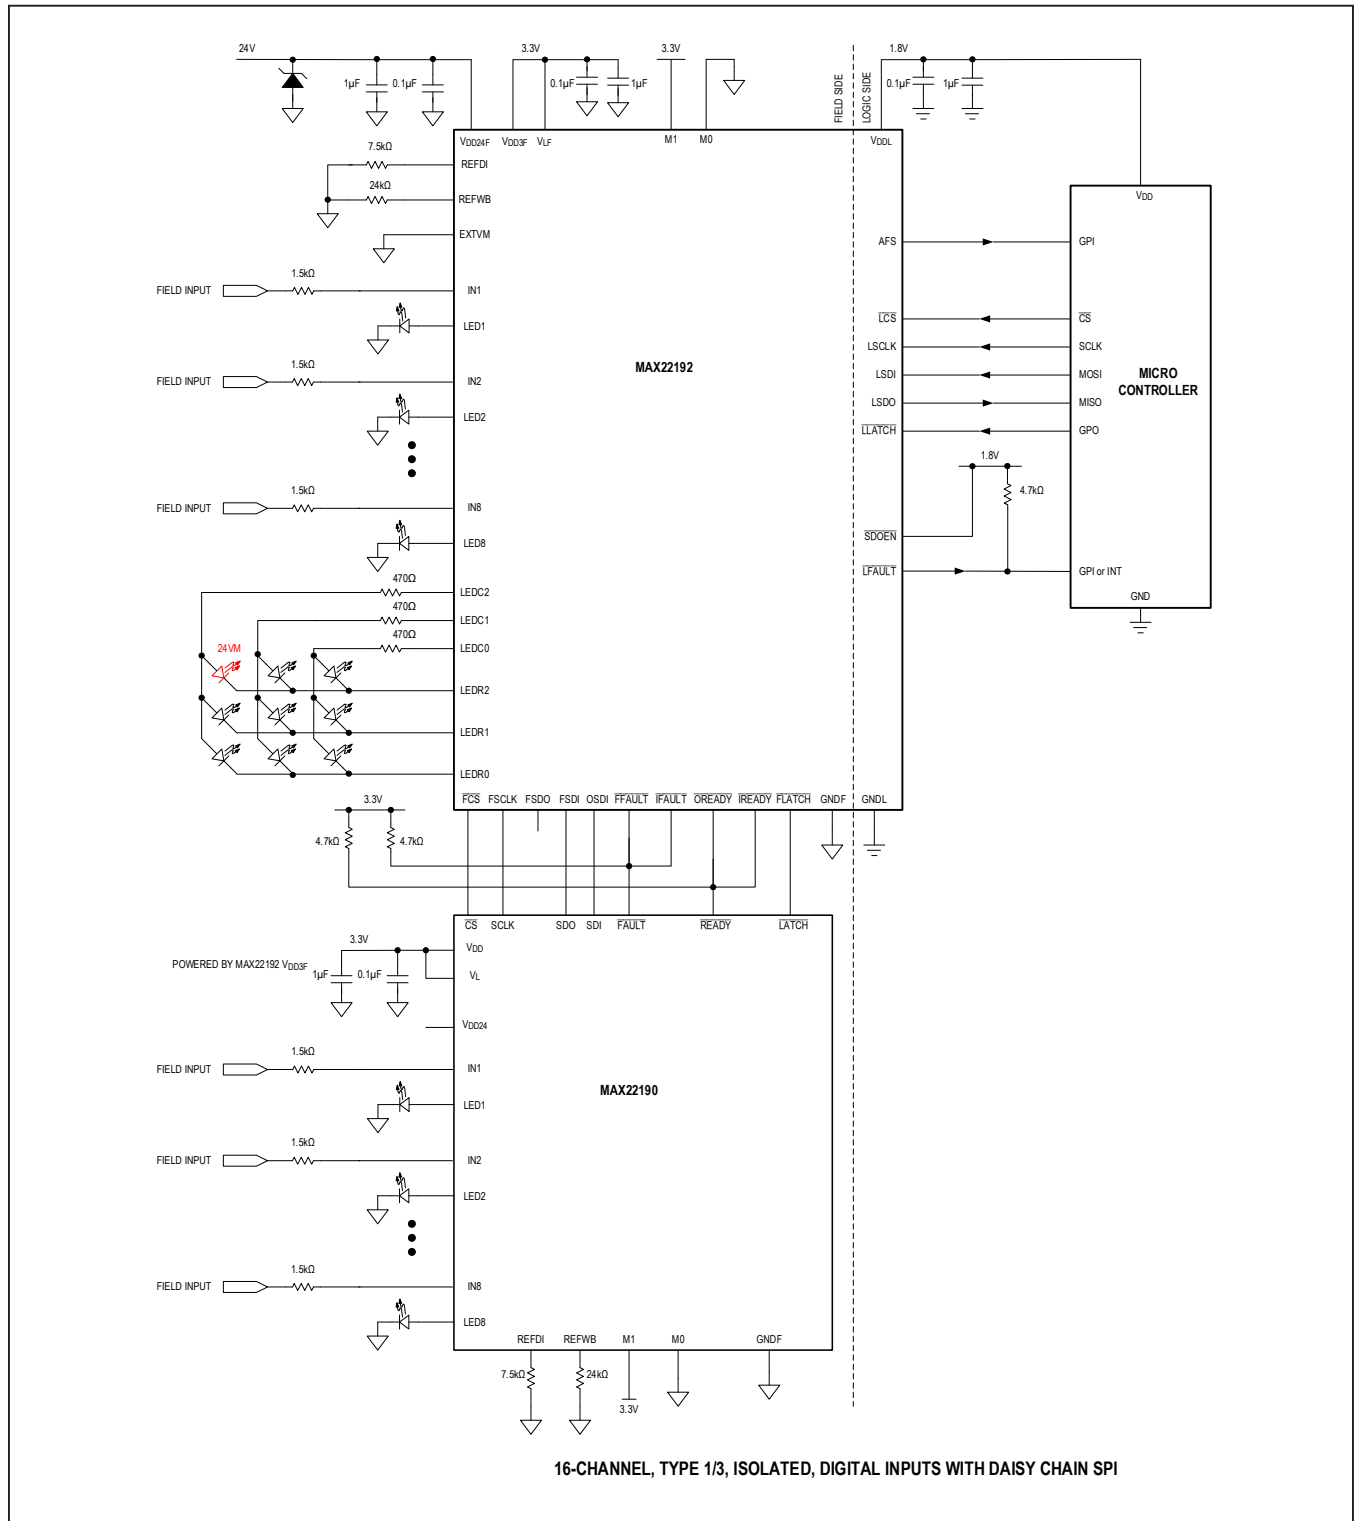 24V
3.3V
3.3V
1.8V
1µF
0.1µF
0.1µF
1µF
FIELD SIDE
LOGIC SIDE
0.1µF
1µF
VDD24F
VDD3F
VLF
M1
M0
VDDL
7.5kΩ
REFDI
24kΩ
REFWB
VDD
EXTVM
AFS
GPI
1.5kΩ
FIELD INPUT
IN1
LED1
LCS
CS
LSCLK
SCLK
1.5kΩ
FIELD INPUT
IN2
MAX22192
LSDI
MOSI
MICRO
CONTROLLER
LSDO
MISO
LED2
LLATCH
GPO
1.8V
4.7kΩ
1.5kΩ
FIELD INPUT
IN8
LED8
SDOEN
LFAULT
GPI or INT
GND
470Ω
LEDC2
470Ω
LEDC1
470Ω
LEDC0
24VM
LEDR2
LEDR1
LEDR0
FCS FSCLK FSDO FSDI OSDI FFAULT IFAULT OREADY IREADY FLATCH GNDF GNDL
3.3V
4.7kΩ
4.7kΩ
CS SCLK SDO SDI FAULT READY LATCH
3.3V
VDD
POWERED BY MAX22192 VDD3F
1µF
0.1µF
VL
VDD24
1.5kΩ
FIELD INPUT
IN1
MAX22190
LED1
1.5kΩ
FIELD INPUT
IN2
LED2
1.5kΩ
FIELD INPUT
IN8
LED8
REFDI REFWB M1 M0 GNDF
7.5kΩ
24kΩ
3.3V
16-CHANNEL, TYPE 1/3, ISOLATED, DIGITAL INPUTS WITH DAISY CHAIN SPI